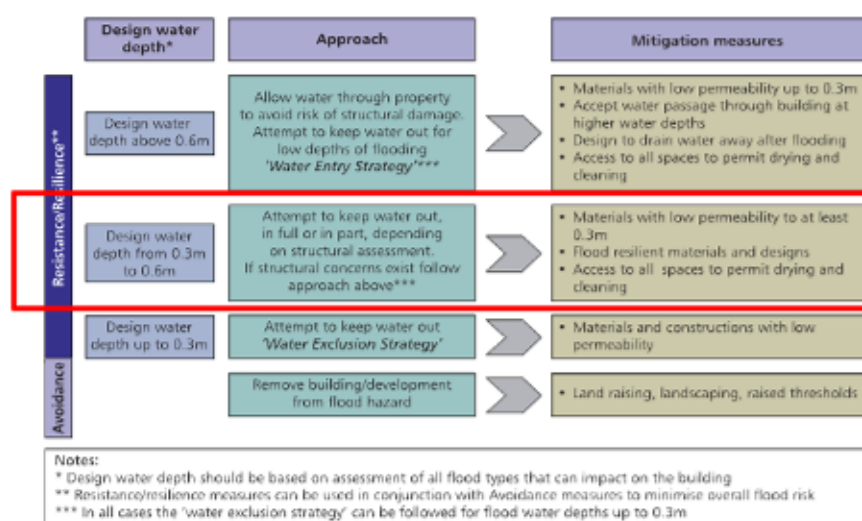 Design water
depth*
Approach
Mitigation measures
Resistance/Resilience**
Design water
depth above 0.6m
Allow water through property
to avoid risk of structural damage.
Attempt to keep water out for
low depths of flooding
'Water Entry Strategy'***
• Materials with low permeability up to 0.3m
• Accept water passage through building at
higher water depths
• Design to drain water away after flooding
• Access to all spaces to permit drying and
cleaning
Design water
depth from 0.3m
to 0.6m
Attempt to keep water out,
in full or in part, depending
on structural assessment.
If structural concerns exist follow
approach above***
• Materials with low permeability to at least
0.3m
• Flood resilient materials and designs
• Access to all spaces to permit drying and
cleaning
Design water
depth up to 0.3m
Attempt to keep water out
'Water Exclusion Strategy'
• Materials and constructions with low
permeability
Avoidance
Remove building/development
from flood hazard
• Land raising, landscaping, raised thresholds
Notes:
* Design water depth should be based on assessment of all flood types that can impact on the building
** Resistance/resilience measures can be used in conjunction with Avoidance measures to minimise overall flood risk
*** In all cases the 'water exclusion strategy' can be followed for flood water depths up to 0.3m